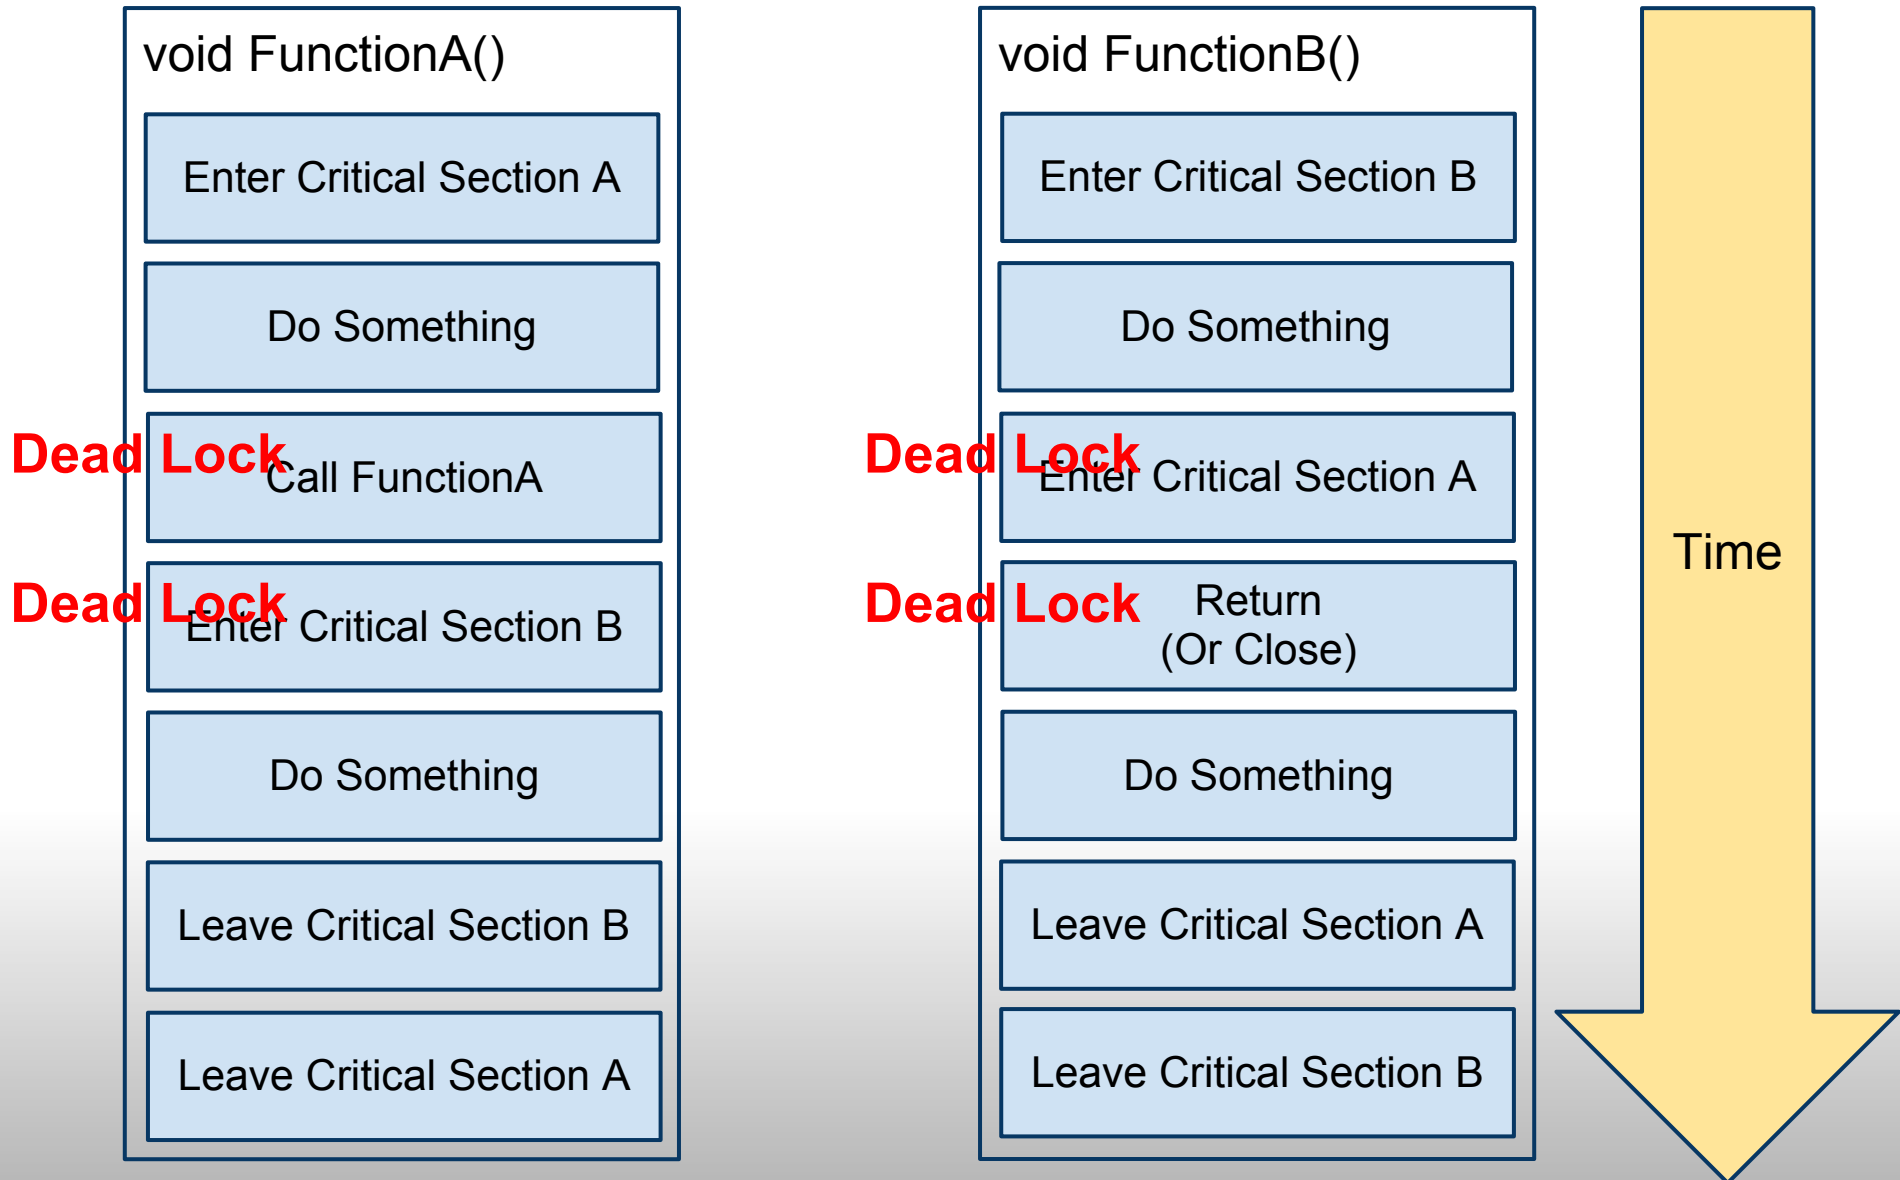 void FunctionA()
Enter Critical Section A
Do Something
Dead Lock
Call FunctionA
Dead Lock
Enter Critical Section B
Do Something
Leave Critical Section B
Leave Critical Section A
void FunctionB()
Enter Critical Section B
Do Something
Dead Lock
Enter Critical Section A
Dead Lock
Return
(Or Close)
Do Something
Leave Critical Section A
Leave Critical Section B
Time